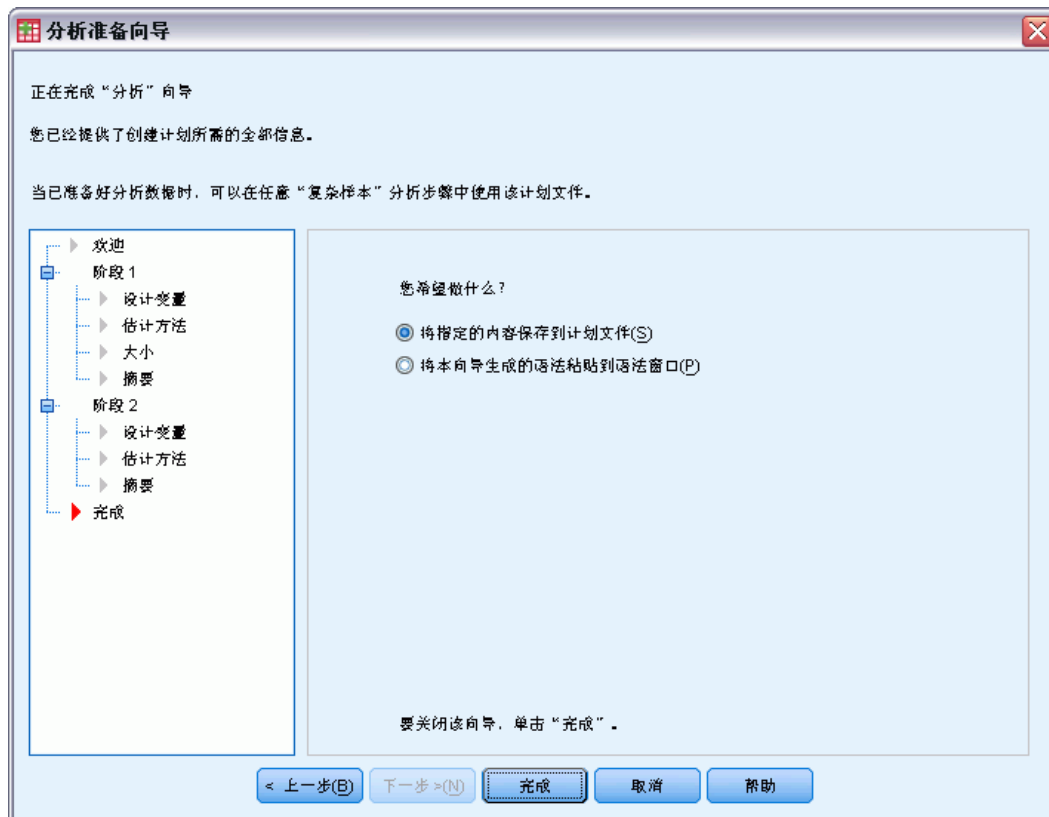 分析准备向导
正在完成“分析”向导
您已经提供了创建计划所需的全部信息。
当已准备好分析数据时，可以在任意“复杂样本”分析步骤中使用该计划文件。
欢迎
阶段 1
设计变量
估计方法
大小
摘要
阶段 2
设计变量
估计方法
摘要
完成
您希望做什么？
将指定的内容保存到计划文件(S)
将本向导生成的语法粘贴到语法窗口(P)
要关闭该向导，单击“完成”。
< 上一步(B)
下一步 >(N)
完成
取消
帮助